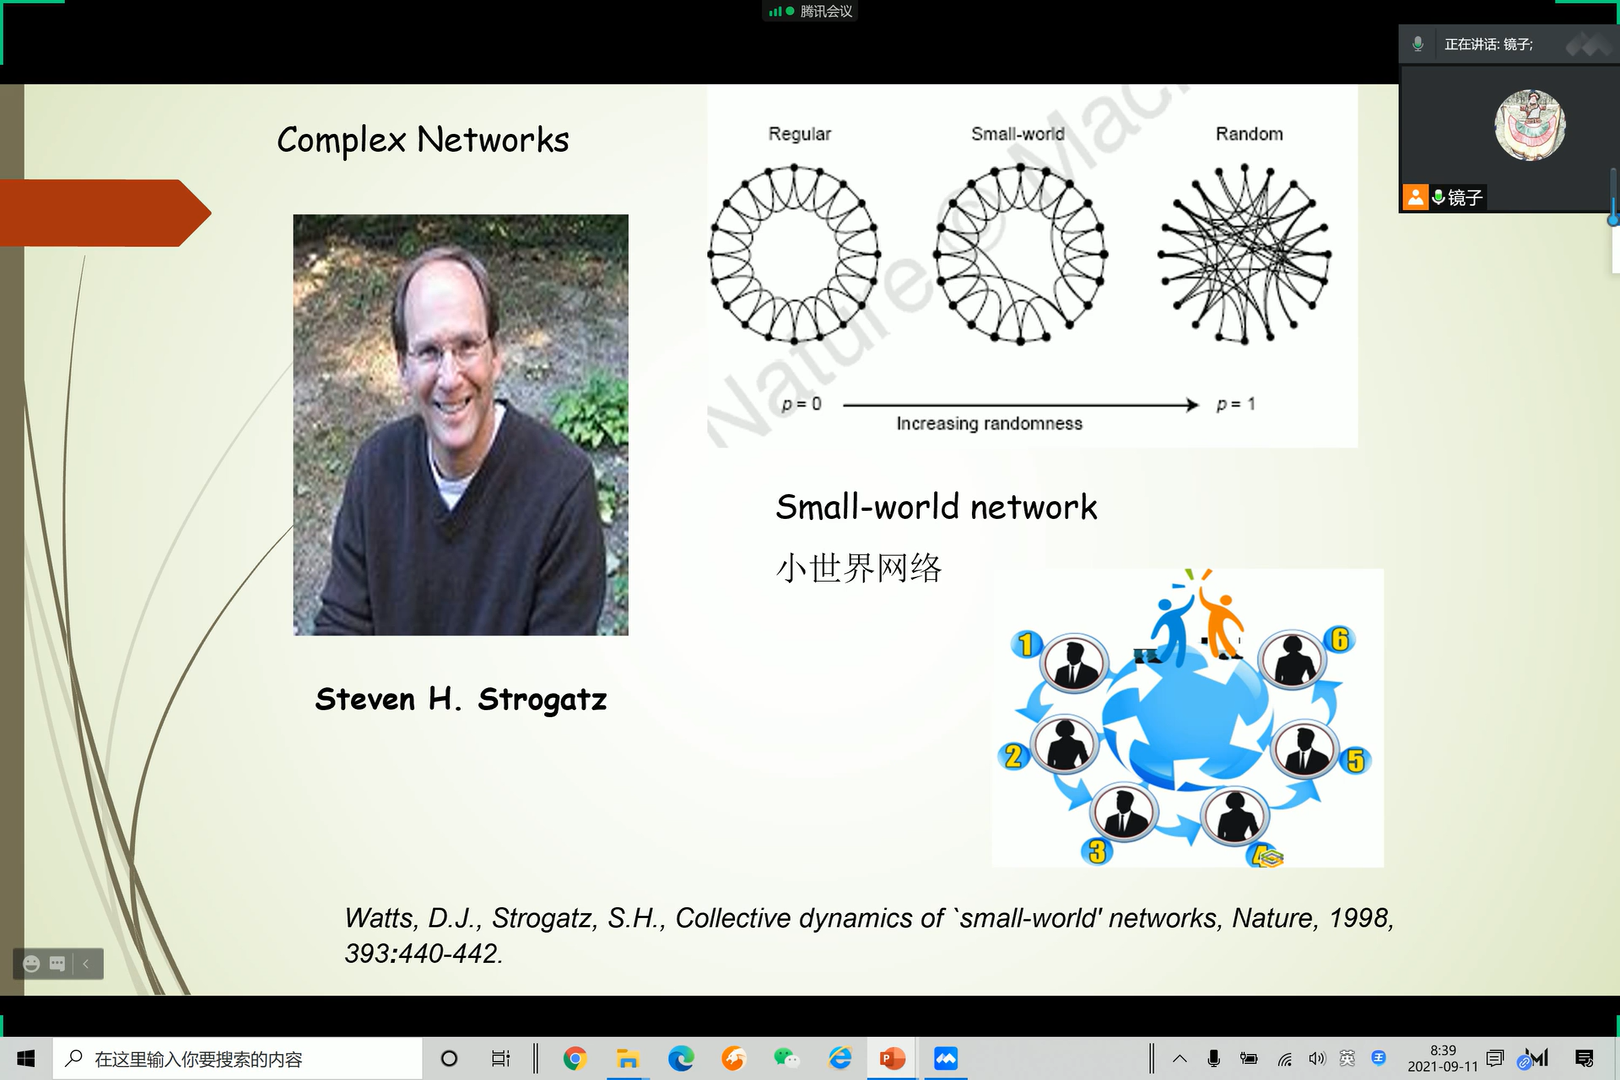 腾讯会议
正在讲话: 镜子;
镜子
Complex Networks
Regular
Small-world
Random
Nature © Mac
p = 0
p = 1
Increasing randomness
Small-world network
小世界网络
1
2
3
4
5
6
Steven H. Strogatz
Watts, D.J., Strogatz, S.H., Collective dynamics of `small-world' networks, Nature, 1998,
393:440-442.
在这里输入你要搜索的内容
英
8:39
2021-09-11